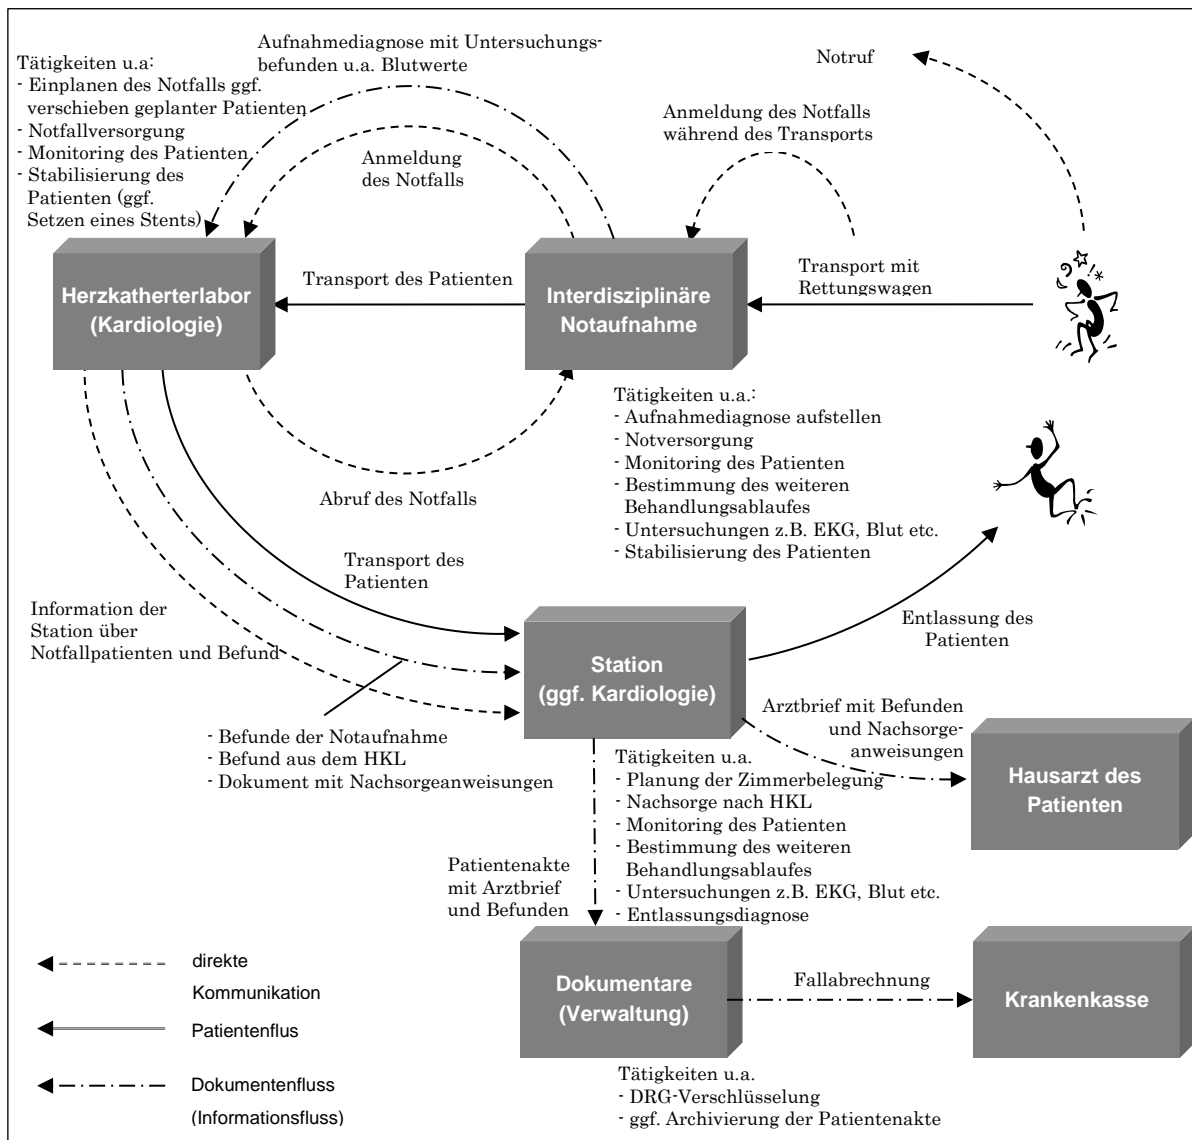 Aufnahmediagnose mit Untersuchungs-
befunden u.a. Blutwerte
Tätigkeiten u.a:
- Einplanen des Notfalls ggf.
verschieben geplanter Patienten
- Notfallversorgung
- Monitoring des Patienten
- Stabilisierung des
Patienten (ggf.
Setzen eines Stents)
Anmeldung
des Notfalls
Notruf
Anmeldung des Notfalls
während des Transports
Herzkatherterlabor
(Kardiologie)
Transport des Patienten
Interdisziplinäre
Notaufnahme
Transport mit
Rettungswagen
Abruf des Notfalls
Tätigkeiten u.a.:
- Aufnahmediagnose aufstellen
- Notversorgung
- Monitoring des Patienten
- Bestimmung des weiteren
Behandlungsablaufes
- Untersuchungen z.B. EKG, Blut etc.
- Stabilisierung des Patienten
Transport des
Patienten
Information der
Station über
Notfallpatienten und Befund
Station
(ggf. Kardiologie)
Entlassung des
Patienten
- Befunde der Notaufnahme
- Befund aus dem HKL
- Dokument mit Nachsorgeanweisungen
Arztbrief mit Befunden
und Nachsorge-
anweisungen
Hausarzt des
Patienten
Tätigkeiten u.a.
- Planung der Zimmerbelegung
- Nachsorge nach HKL
- Monitoring des Patienten
- Bestimmung des weiteren
Behandlungsablaufes
- Untersuchungen z.B. EKG, Blut etc.
- Entlassungsdiagnose
Patientenakte
mit Arztbrief
und Befunden
Dokumentare
(Verwaltung)
Fallabrechnung
Krankenkasse
Tätigkeiten u.a.
- DRG-Verschlüsselung
- ggf. Archivierung der Patientenakte
direkte
Kommunikation
Patientenflus
Dokumentenfluss
(Informationsfluss)